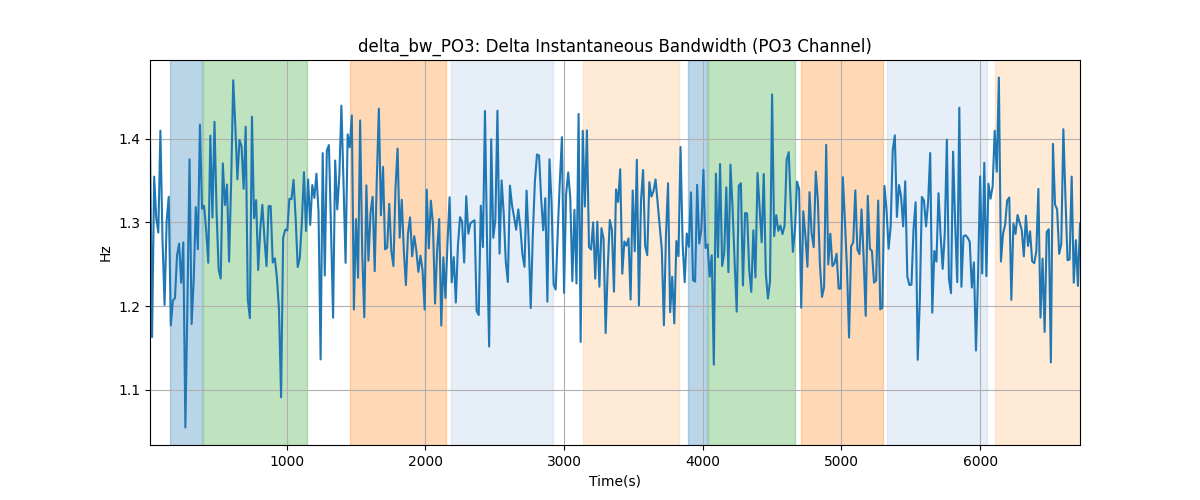 delta_bw_PO3: Delta Instantaneous Bandwidth (PO3 Channel)
Hz
1.4
1.3
1.2
1.1
1000 2000 3000 4000 5000 6000
Time(s)